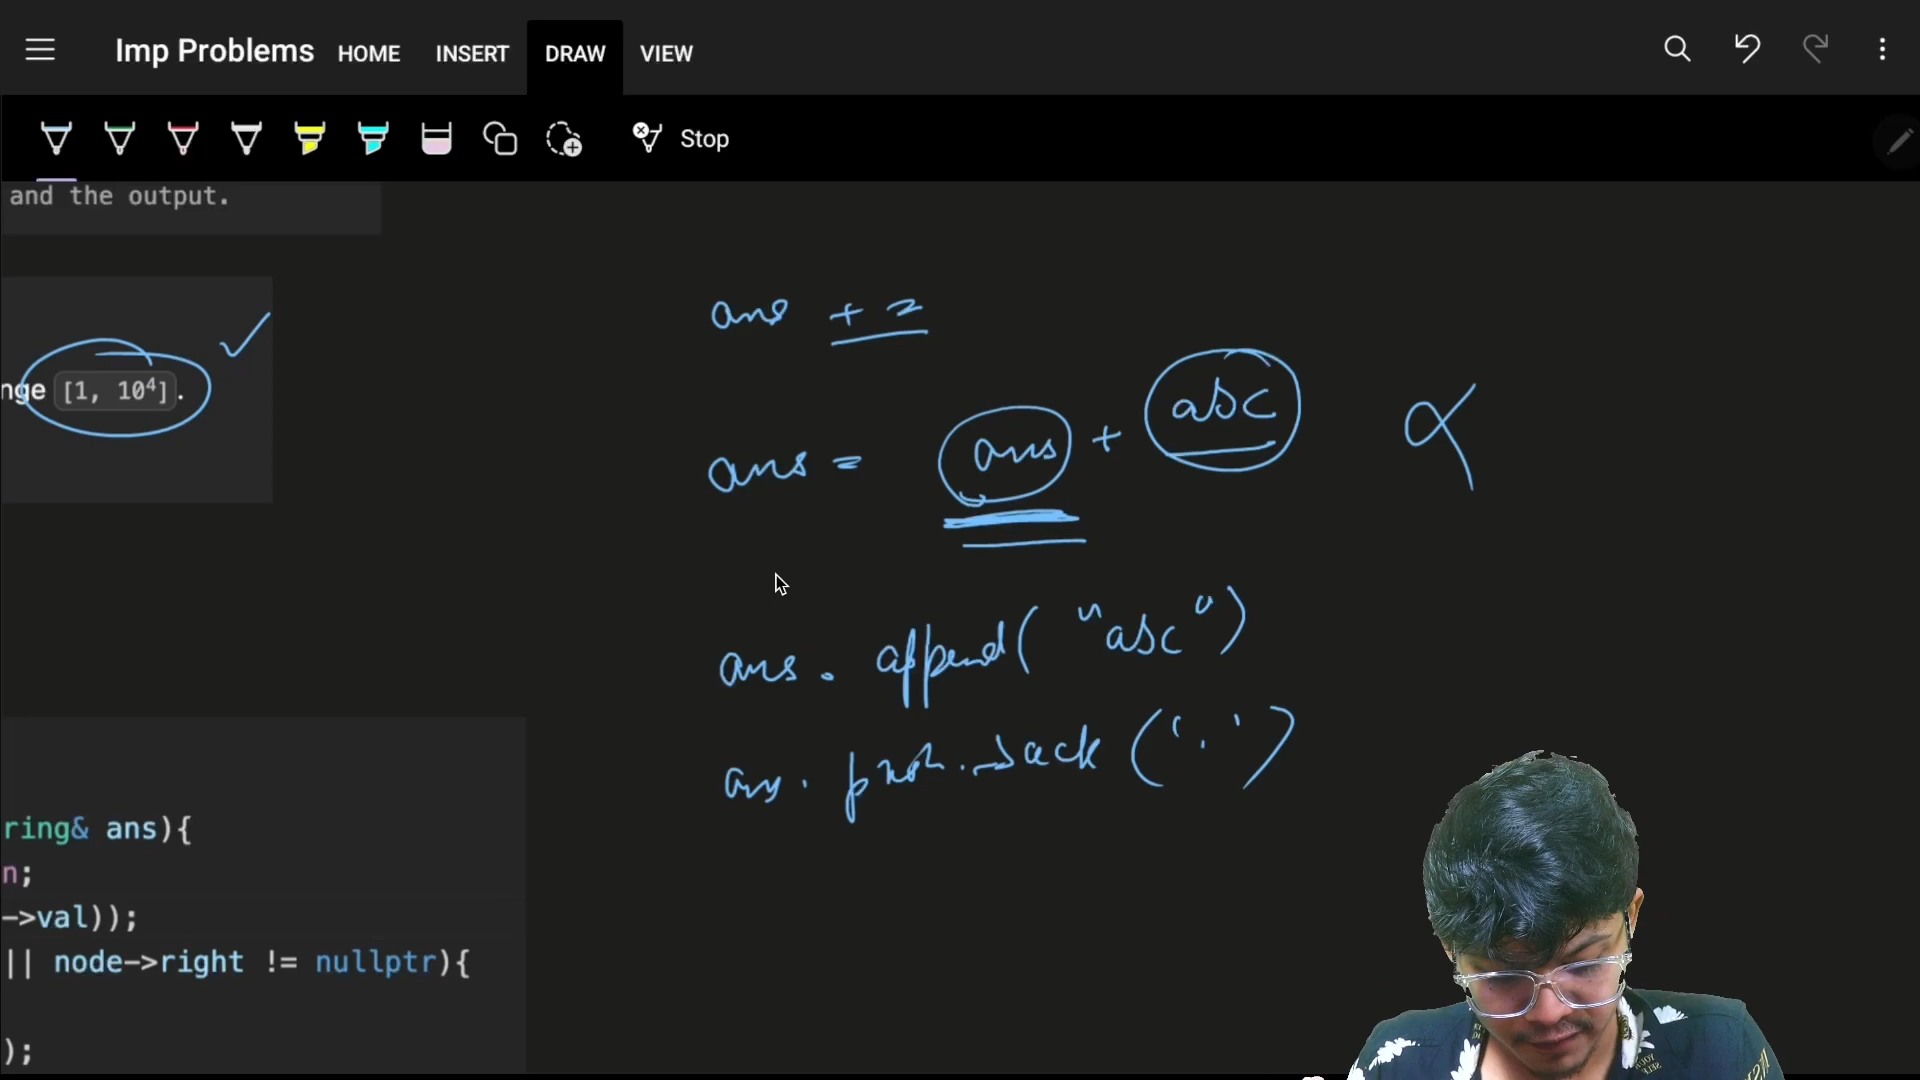 Imp Problems HOME INSERT DRAW VIEW
Stop
and the output.
nge [1, 10⁴].
ans +=
ans = ans + abc
ans . append( "abc" )
ans . push_back ( '.' )
ring& ans){
n;
->val));
|| node->right != nullptr){
);